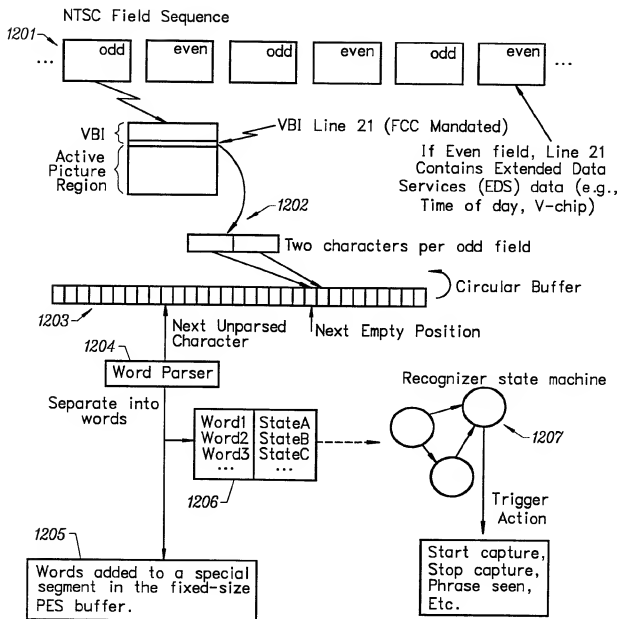 NTSC Field Sequence
1201
... odd even odd even odd even ...
VBI
VBI Line 21 (FCC Mandated)
Active
Picture
Region
If Even field, Line 21
Contains Extended Data
Services (EDS) data (e.g.,
Time of day, V-chip)
1202
Two characters per odd field
Circular Buffer
1203
Next Unparsed
Character
Next Empty Position
1204
Word Parser
Separate into
words
Recognizer state machine
Word1 StateA
Word2 StateB
Word3 StateC
... ...
1206
1207
Trigger
Action
1205
Words added to a special
segment in the fixed-size
PES buffer.
Start capture,
Stop capture,
Phrase seen,
Etc.